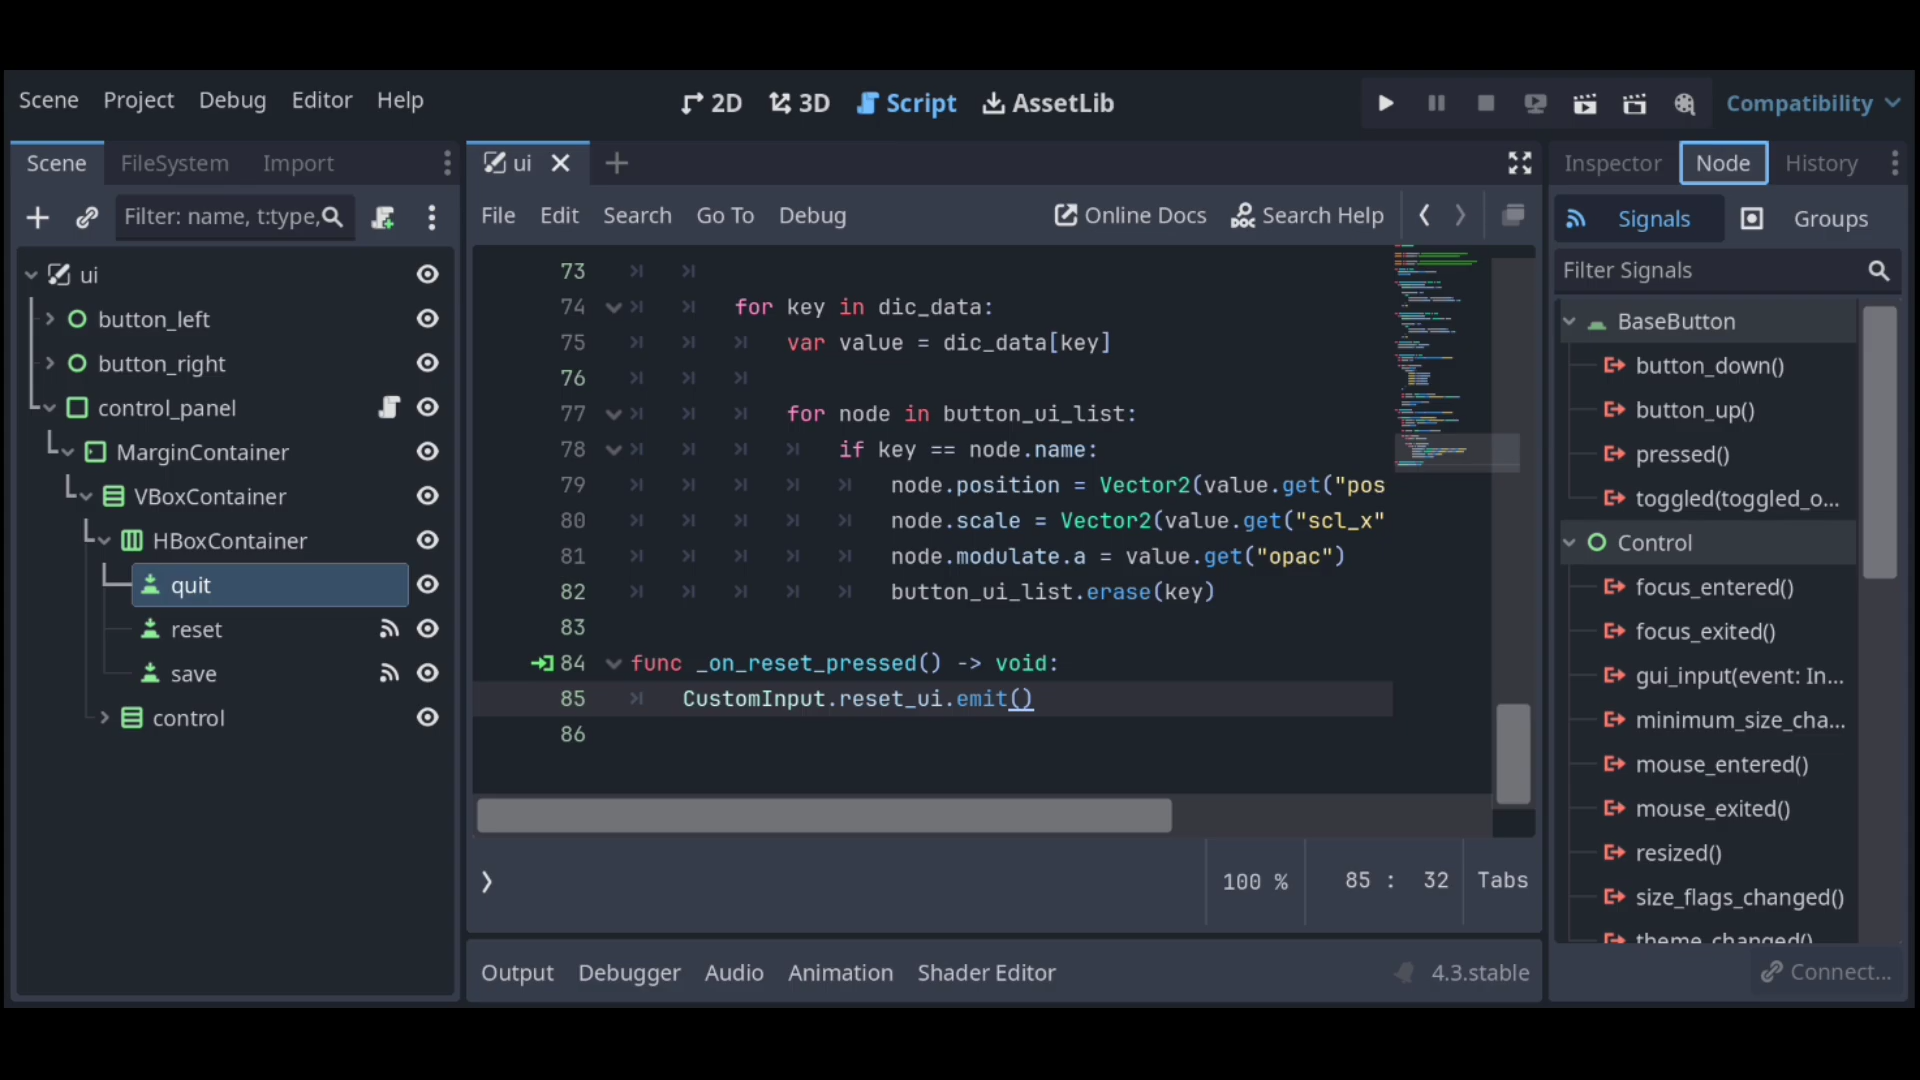 Scene Project Debug Editor Help
2D 3D Script AssetLib
Compatibility
Scene FileSystem Import
Filter: name, t:type,
ui
button_left
button_right
control_panel
MarginContainer
VBoxContainer
HBoxContainer
quit
reset
save
control
ui
File Edit Search Go To Debug
Online Docs Search Help
73
74 for key in dic_data:
75 var value = dic_data[key]
76
77 for node in button_ui_list:
78 if key == node.name:
79 node.position = Vector2(value.get("pos
80 node.scale = Vector2(value.get("scl_x"
81 node.modulate.a = value.get("opac")
82 button_ui_list.erase(key)
83
84 func _on_reset_pressed() -> void:
85 CustomInput.reset_ui.emit()
86
100 % 85 : 32 Tabs
Output Debugger Audio Animation Shader Editor 4.3.stable
Inspector Node History
Signals Groups
Filter Signals
BaseButton
button_down()
button_up()
pressed()
toggled(toggled_o...
Control
focus_entered()
focus_exited()
gui_input(event: In...
minimum_size_cha...
mouse_entered()
mouse_exited()
resized()
size_flags_changed()
theme_changed()
Connect...